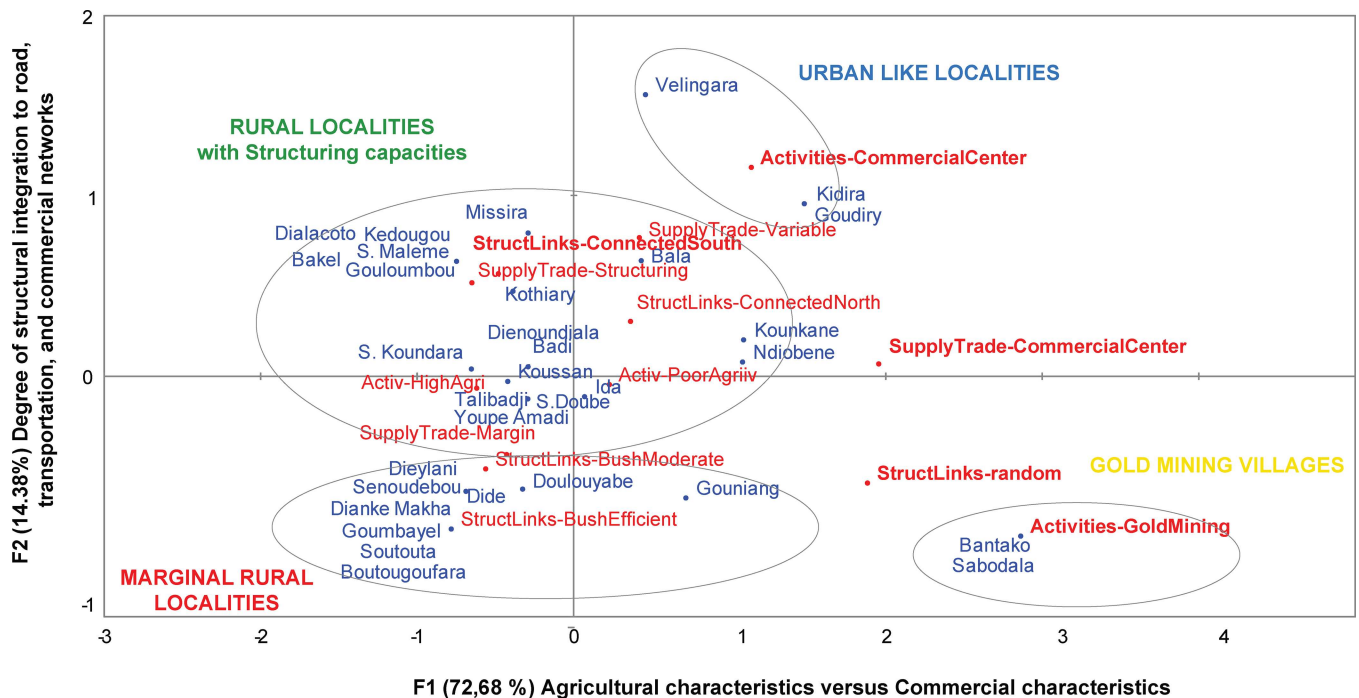 F2 (14.38%) Degree of structural integration to road,
transportation, and commercial networks
2
1
0
-1
URBAN LIKE LOCALITIES
Velingara
RURAL LOCALITIES
with Structuring capacities
Activities-CommercialCenter
Kidira
Goudiry
Missira
Dialacoto Kedougou
SupplyTrade-Variable
StructLinks-ConnectedSouth
S. Maleme
Bala
Bakel
Gouloumbou
SupplyTrade-Structuring
Kothiary
StructLinks-ConnectedNorth
Dienoundiala
Kounkane
Badi
S. Koundara
Ndiobene
SupplyTrade-CommercialCenter
Koussan
Activ-PoorAgriiv
Activ-HighAgri
Ida
Talibadji
S.Doube
Youpe Amadi
SupplyTrade-Margin
StructLinks-BushModerate
Dieylani
GOLD MINING VILLAGES
StructLinks-random
Doulouyabe
Senoudebou
Dide
Gouniang
Dianke Makha
StructLinks-BushEfficient
Activities-GoldMining
Goumbayel
Bantako
Soutouta
Sabodala
Boutougoufara
MARGINAL RURAL
LOCALITIES
-3 -2 -1 0 1 2 3 4
F1 (72,68 %) Agricultural characteristics versus Commercial characteristics